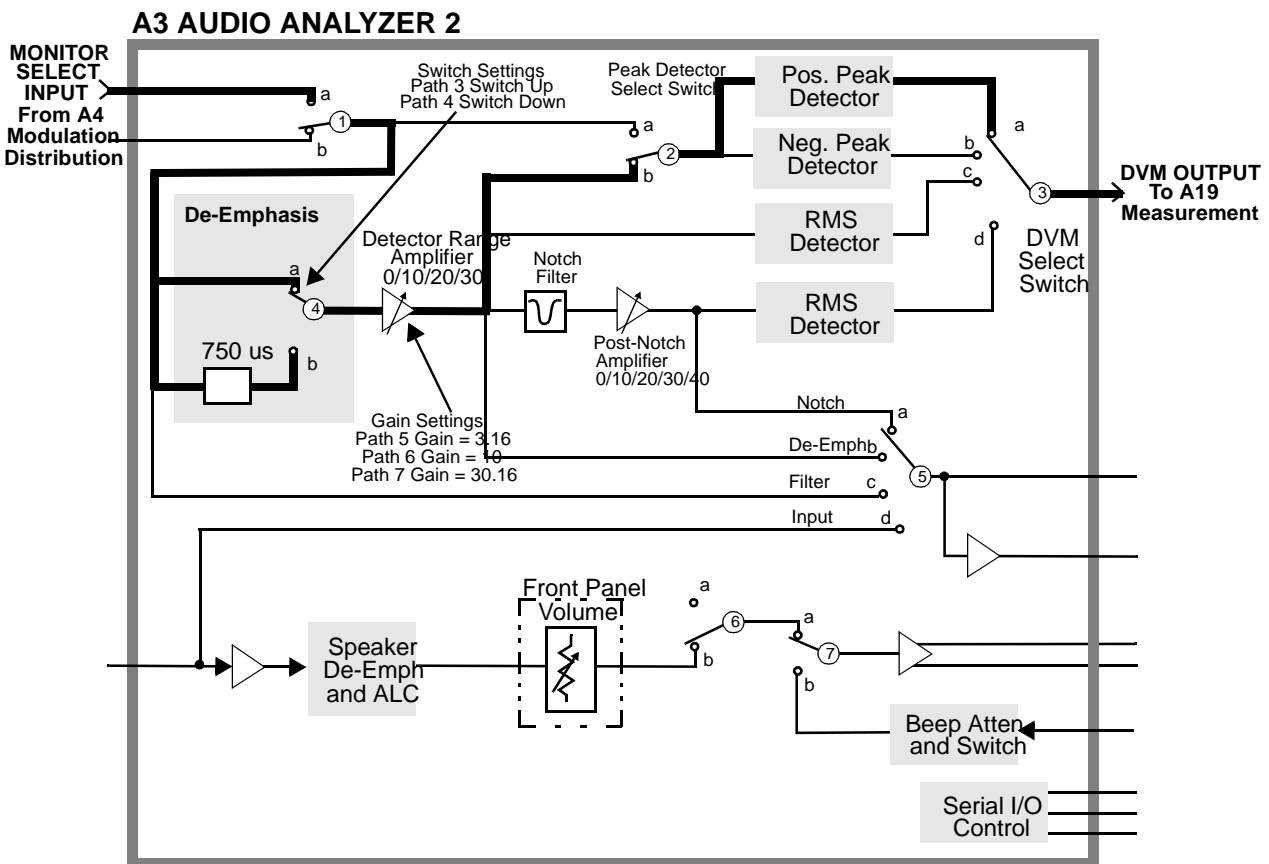 A3 AUDIO ANALYZER 2
MONITOR
SELECT
INPUT
From A4
Modulation
Distribution
a
1
b
Switch Settings
Path 3 Switch Up
Path 4 Switch Down
Peak Detector
Select Switch
a
2
b
Pos. Peak
Detector
Neg. Peak
Detector
RMS
Detector
RMS
Detector
a
b
c
d
3
DVM
Select
Switch
DVM OUTPUT
To A19
Measurement
De-Emphasis
a
4
750 us
b
Detector Range
Amplifier
0/10/20/30
Notch
Filter
Post-Notch
Amplifier
0/10/20/30/40
Gain Settings
Path 5 Gain = 3.16
Path 6 Gain = 10
Path 7 Gain = 30.16
Notch
a
De-Emph
b
Filter
c
Input
d
5
Speaker
De-Emph
and ALC
Front Panel
Volume
a
6
b
a
7
b
Beep Atten
and Switch
Serial I/O
Control